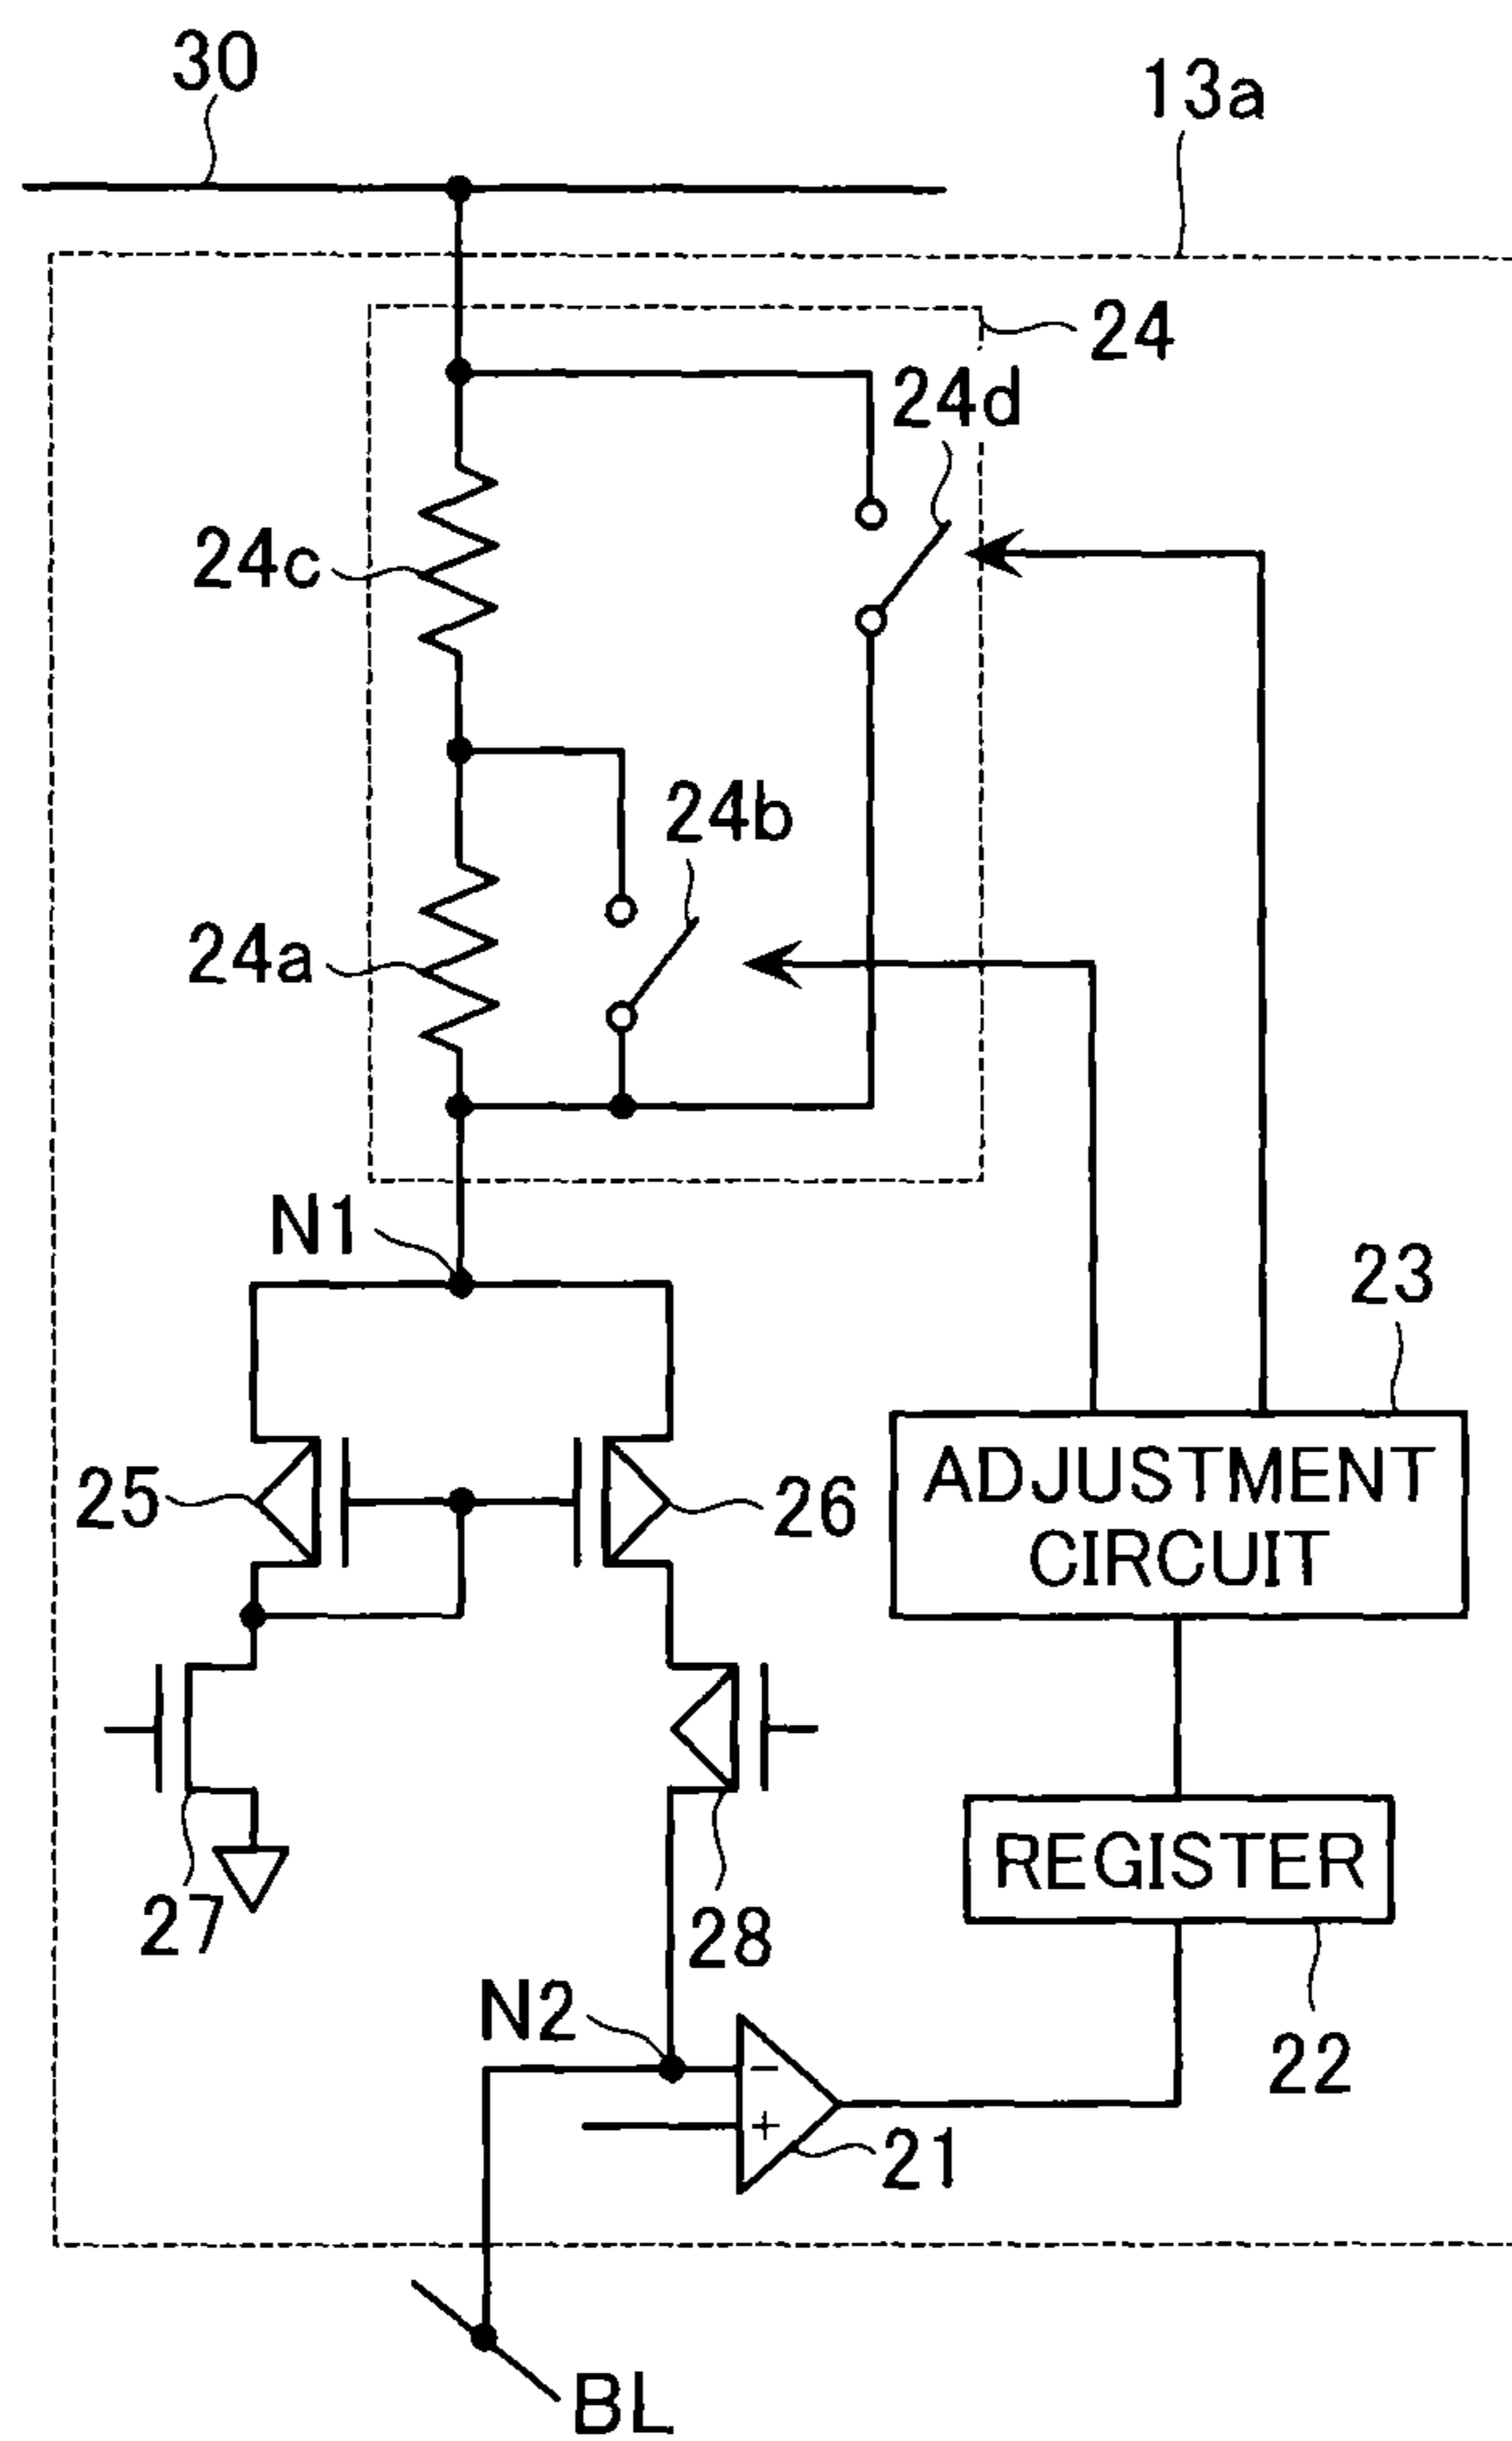 30
13a
24
24d
24c
24b
24a
N1
23
ADJUSTMENT
CIRCUIT
25
26
REGISTER
27
28
N2
22
−
+
21
BL